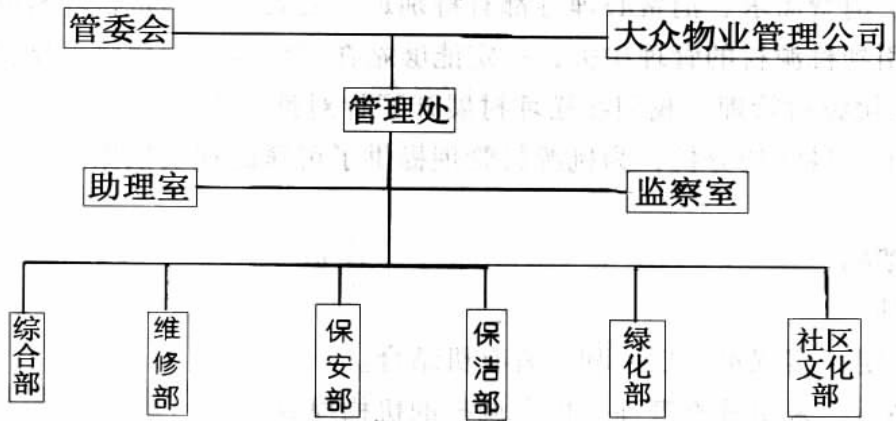 管委会
大众物业管理公司
管理处
助理室
监察室
综合部
维修部
保安部
保洁部
绿化部
社区文化部